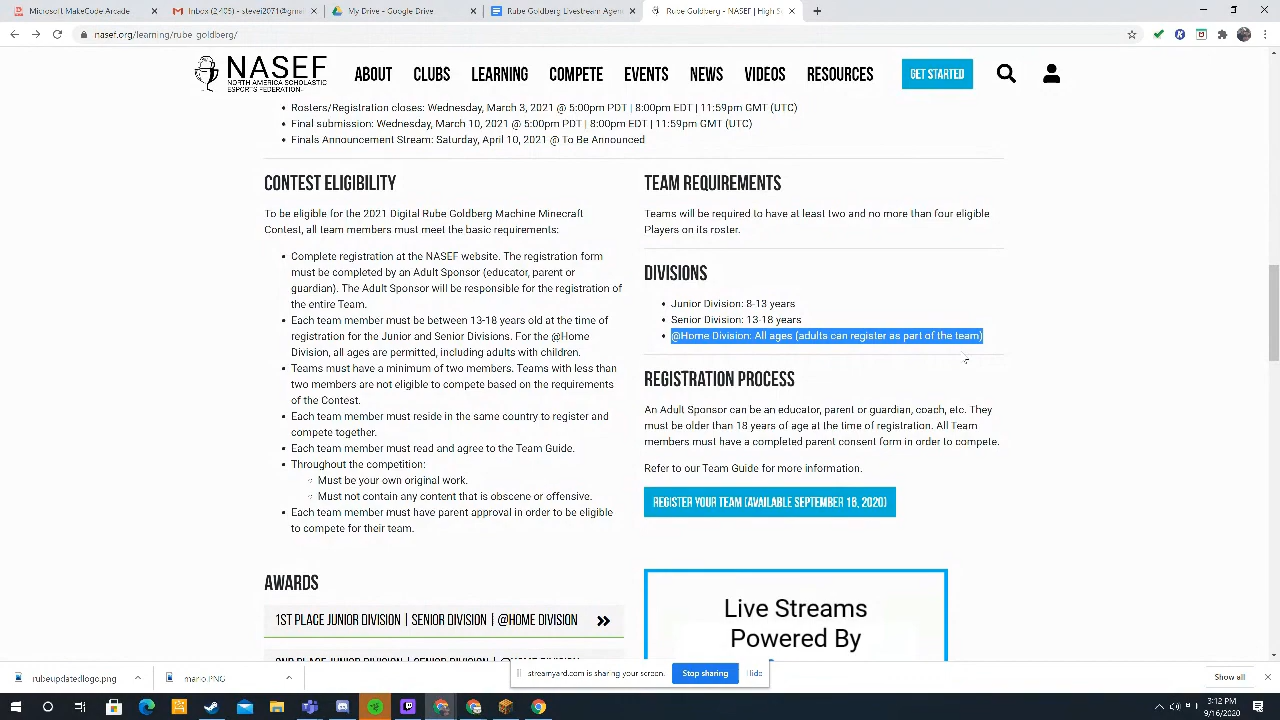 Microsoft MakeCode Arcade
My Drive - Google Drive
Rube Goldberg Livestream Agen
Rube Goldberg - NASEF | High S
nasef.org/learning/rube-goldberg/
NASEF
NORTH AMERICA SCHOLASTIC
ESPORTS FEDERATION
ABOUT
CLUBS
LEARNING
COMPETE
EVENTS
NEWS
VIDEOS
RESOURCES
GET STARTED
Rosters/Registration closes: Wednesday, March 3, 2021 @ 5:00pm PDT | 8:00pm EDT | 11:59pm GMT (UTC)
Final submission: Wednesday, March 10, 2021 @ 5:00pm PDT | 8:00pm EDT | 11:59pm GMT (UTC)
Finals Announcement Stream: Saturday, April 10, 2021 @ To Be Announced
CONTEST ELIGIBILITY
To be eligible for the 2021 Digital Rube Goldberg Machine Minecraft
Contest, all team members must meet the basic requirements:
Complete registration at the NASEF website. The registration form
must be completed by an Adult Sponsor (educator, parent or
guardian). The Adult Sponsor will be responsible for the registration of
the entire Team.
Each team member must be between 13-18 years old at the time of
registration for the Junior and Senior Divisions. For the @Home
Division, all ages are permitted, including adults with children.
Teams must have a minimum of two members. Teams with less than
two members are not eligible to compete based on the requirements
of the Contest.
Each team member must reside in the same country to register and
compete together.
Each team member must read and agree to the Team Guide.
Throughout the competition:
Must be your own original work.
Must not contain any content that is obscene or offensive.
Each team member must have parent approval in order to be eligible
to compete for their team.
AWARDS
1ST PLACE JUNIOR DIVISION | SENIOR DIVISION | @HOME DIVISION
2ND PLACE JUNIOR DIVISION | SENIOR DIVISION | @HOME DIVISION
TEAM REQUIREMENTS
Teams will be required to have at least two and no more than four eligible
Players on its roster.
DIVISIONS
Junior Division: 8-13 years
Senior Division: 13-18 years
@Home Division: All ages (adults can register as part of the team)
REGISTRATION PROCESS
An Adult Sponsor can be an educator, parent or guardian, coach, etc. They
must be older than 18 years of age at the time of registration. All Team
members must have a completed parent consent form in order to compete.
Refer to our Team Guide for more information.
REGISTER YOUR TEAM (AVAILABLE SEPTEMBER 16, 2020)
Live Streams
Powered By
streamyard.com is sharing your screen.
Stop sharing
Hide
Show all
3:12 PM
9/16/2020